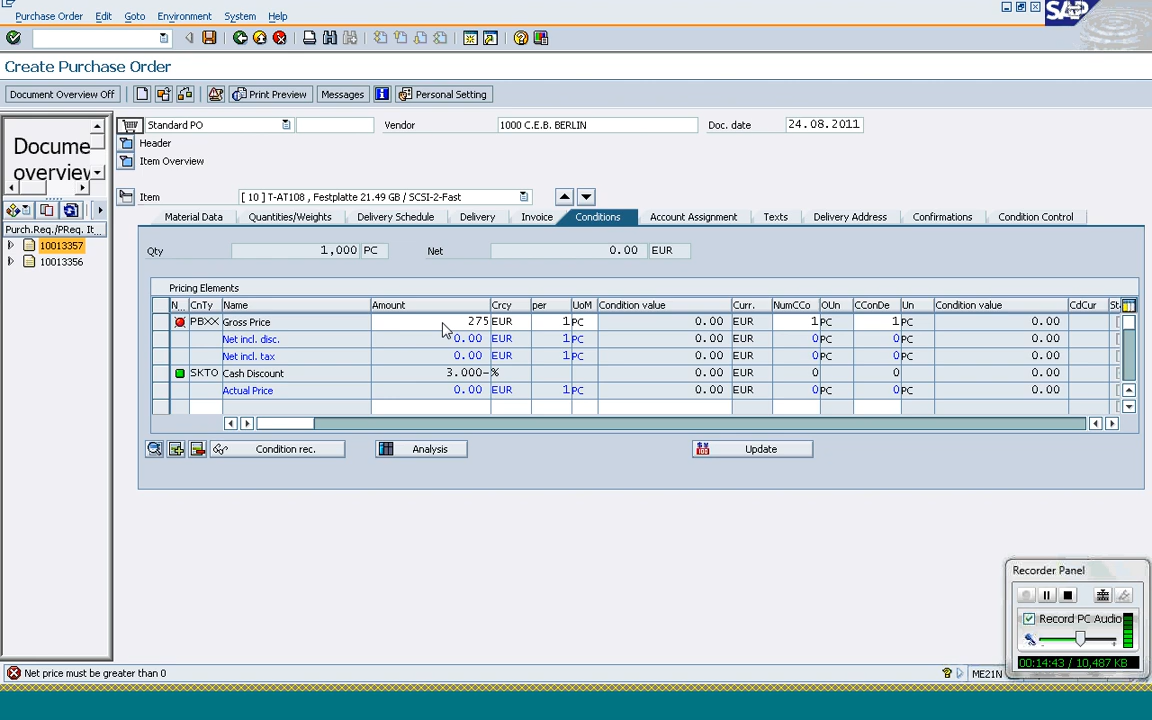 Purchase Order Edit Goto Environment System Help
SAP
Create Purchase Order
Document Overview Off Print Preview Messages Personal Setting
Docume
overview
Standard PO Vendor 1000 C.E.B. BERLIN Doc. date 24.08.2011
Header
Item Overview
Item [ 10 ] T-AT108 , Festplatte 21.49 GB / SCSI-2-Fast
Purch.Req./PReq. It...
10013357
10013356
Material Data Quantities/Weights Delivery Schedule Delivery Invoice Conditions Account Assignment Texts Delivery Address Confirmations Condition Control
Qty 1,000 PC Net 0.00 EUR
Pricing Elements
N.. CnTy Name Amount Crcy per UoM Condition value Curr. NumCCo OUn CConDe Un Condition value CdCur St
PBXX Gross Price 275 EUR 1 PC 0.00 EUR 1 PC 1 PC 0.00
Net incl. disc. 0.00 EUR 1 PC 0.00 EUR 0 PC 0 PC 0.00
Net incl. tax 0.00 EUR 1 PC 0.00 EUR 0 PC 0 PC 0.00
SKTO Cash Discount 3.000- % 0.00 EUR 0 0 0.00
Actual Price 0.00 EUR 1 PC 0.00 EUR 0 PC 0 PC 0.00
Condition rec. Analysis Update
Recorder Panel
Record PC Audio
00:14:43 / 10,487 KB
Net price must be greater than 0
ME21N